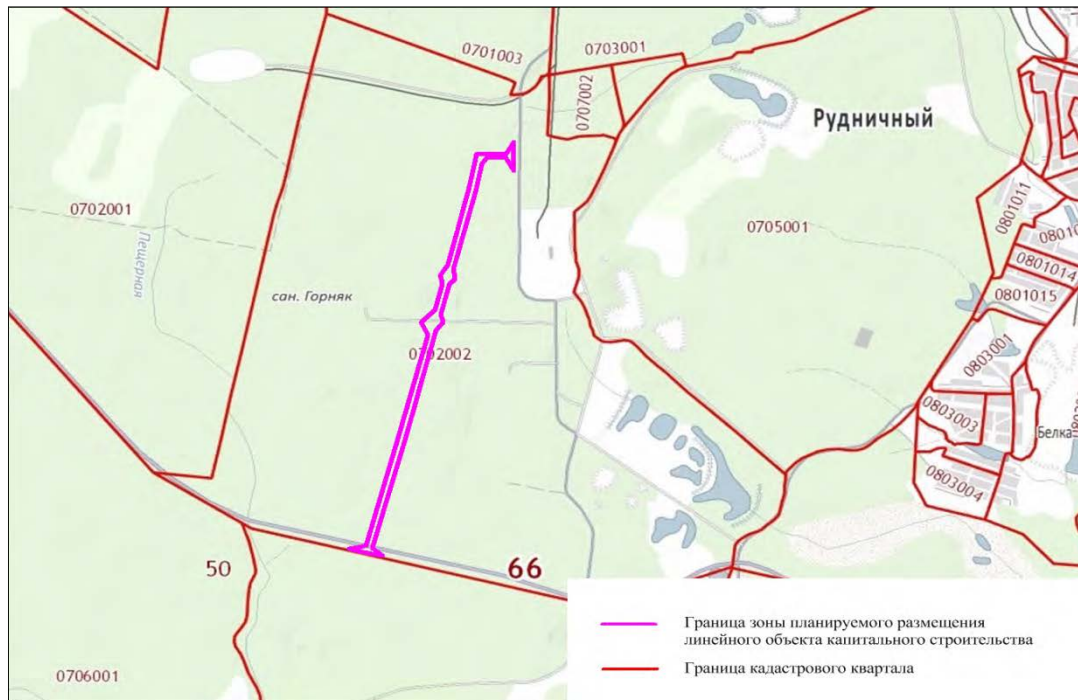 0701003
0703001
0707002
Рудничный
0702001
Пещерная
0705001
0801011
0801014
0801015
сан. Горняк
0702002
0803001
0803003
Белка
0803004
50
66
0706001
Граница зоны планируемого размещения
линейного объекта капитального строительства
Граница кадастрового квартала